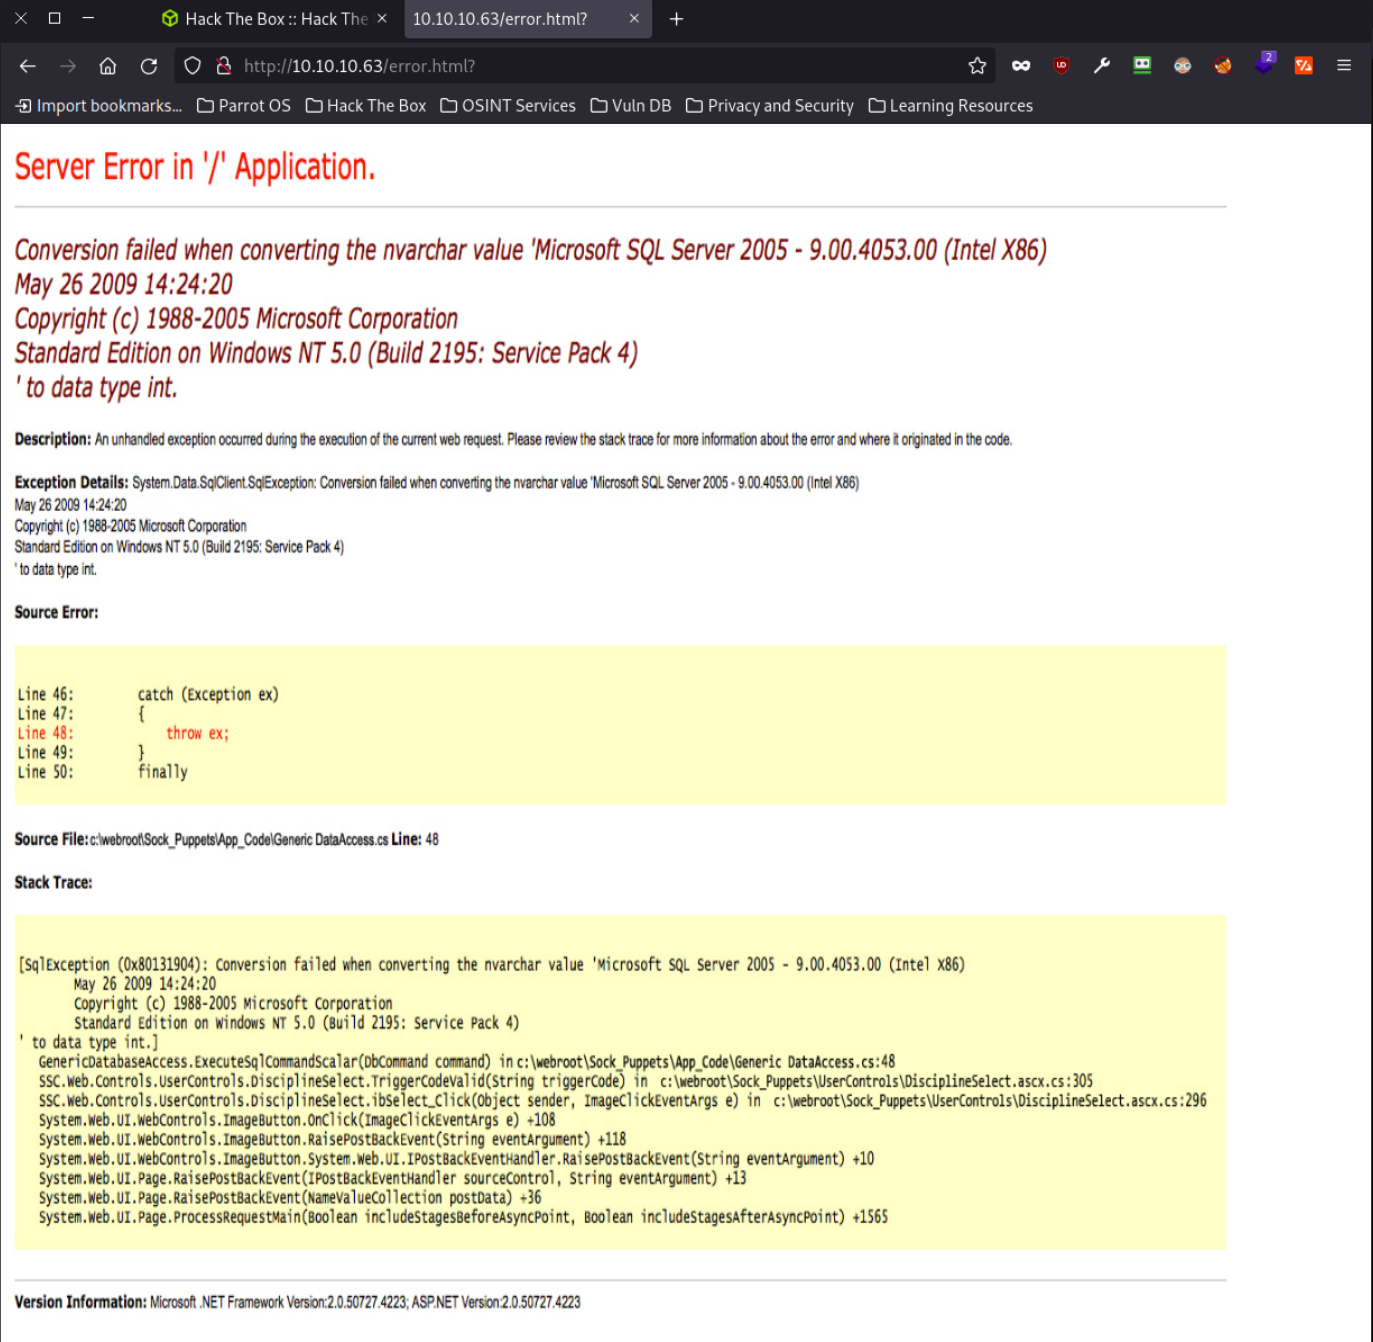 Hack The Box :: Hack The
10.10.10.63/error.html?
http://10.10.10.63/error.html?
UD
2
Import bookmarks...
Parrot OS
Hack The Box
OSINT Services
Vuln DB
Privacy and Security
Learning Resources
Server Error in '/' Application.
Conversion failed when converting the nvarchar value 'Microsoft SQL Server 2005 - 9.00.4053.00 (Intel X86)
May 26 2009 14:24:20
Copyright (c) 1988-2005 Microsoft Corporation
Standard Edition on Windows NT 5.0 (Build 2195: Service Pack 4)
' to data type int.
Description: An unhandled exception occurred during the execution of the current web request. Please review the stack trace for more information about the error and where it originated in the code.
Exception Details: System.Data.SqlClient.SqlException: Conversion failed when converting the nvarchar value 'Microsoft SQL Server 2005 - 9.00.4053.00 (Intel X86)
May 26 2009 14:24:20
Copyright (c) 1988-2005 Microsoft Corporation
Standard Edition on Windows NT 5.0 (Build 2195: Service Pack 4)
' to data type int.
Source Error:
Line 46: catch (Exception ex)
Line 47: {
Line 48: throw ex;
Line 49: }
Line 50: finally
Source File: c:\webroot\Sock_Puppets\App_Code\Generic DataAccess.cs Line: 48
Stack Trace:
[SqlException (0x80131904): Conversion failed when converting the nvarchar value 'Microsoft SQL Server 2005 - 9.00.4053.00 (Intel X86)
May 26 2009 14:24:20
Copyright (c) 1988-2005 Microsoft Corporation
Standard Edition on Windows NT 5.0 (Build 2195: Service Pack 4)
' to data type int.]
GenericDatabaseAccess.ExecuteSqlCommandScalar(DbCommand command) in c:\webroot\Sock_Puppets\App_Code\Generic DataAccess.cs:48
SSC.Web.Controls.UserControls.DisciplineSelect.TriggerCodeValid(String triggerCode) in c:\webroot\Sock_Puppets\UserControls\DisciplineSelect.ascx.cs:305
SSC.Web.Controls.UserControls.DisciplineSelect.ibSelect_Click(Object sender, ImageClickEventArgs e) in c:\webroot\Sock_Puppets\UserControls\DisciplineSelect.ascx.cs:296
System.Web.UI.WebControls.ImageButton.OnClick(ImageClickEventArgs e) +108
System.Web.UI.WebControls.ImageButton.RaisePostBackEvent(String eventArgument) +118
System.Web.UI.WebControls.ImageButton.System.Web.UI.IPostBackEventHandler.RaisePostBackEvent(String eventArgument) +10
System.Web.UI.Page.RaisePostBackEvent(IPostBackEventHandler sourceControl, String eventArgument) +13
System.Web.UI.Page.RaisePostBackEvent(NameValueCollection postData) +36
System.Web.UI.Page.ProcessRequestMain(Boolean includeStagesBeforeAsyncPoint, Boolean includeStagesAfterAsyncPoint) +1565
Version Information: Microsoft .NET Framework Version:2.0.50727.4223; ASP.NET Version:2.0.50727.4223